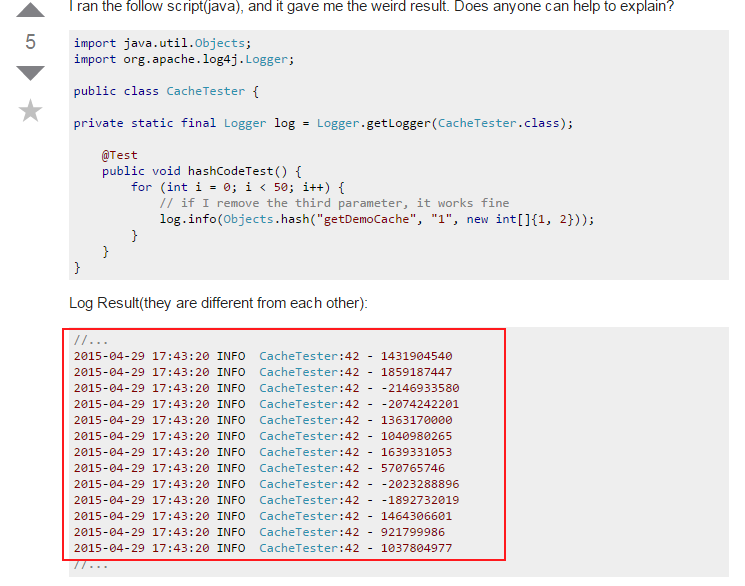 I ran the follow script(java), and it gave me the weird result. Does anyone can help to explain?
5
import java.util.Objects;
import org.apache.log4j.Logger;
public class CacheTester {
private static final Logger log = Logger.getLogger(CacheTester.class);
@Test
public void hashCodeTest() {
for (int i = 0; i < 50; i++) {
// if I remove the third parameter, it works fine
log.info(Objects.hash("getDemoCache", "1", new int[]{1, 2}));
}
}
}
Log Result(they are different from each other):
//...
2015-04-29 17:43:20 INFO  CacheTester:42 - 1431904540
2015-04-29 17:43:20 INFO  CacheTester:42 - 1859187447
2015-04-29 17:43:20 INFO  CacheTester:42 - -2146933580
2015-04-29 17:43:20 INFO  CacheTester:42 - -2074242201
2015-04-29 17:43:20 INFO  CacheTester:42 - 1363170000
2015-04-29 17:43:20 INFO  CacheTester:42 - 1040980265
2015-04-29 17:43:20 INFO  CacheTester:42 - 1639331053
2015-04-29 17:43:20 INFO  CacheTester:42 - 570765746
2015-04-29 17:43:20 INFO  CacheTester:42 - -2023288896
2015-04-29 17:43:20 INFO  CacheTester:42 - -1892732019
2015-04-29 17:43:20 INFO  CacheTester:42 - 1464306601
2015-04-29 17:43:20 INFO  CacheTester:42 - 921799986
2015-04-29 17:43:20 INFO  CacheTester:42 - 1037804977
//...